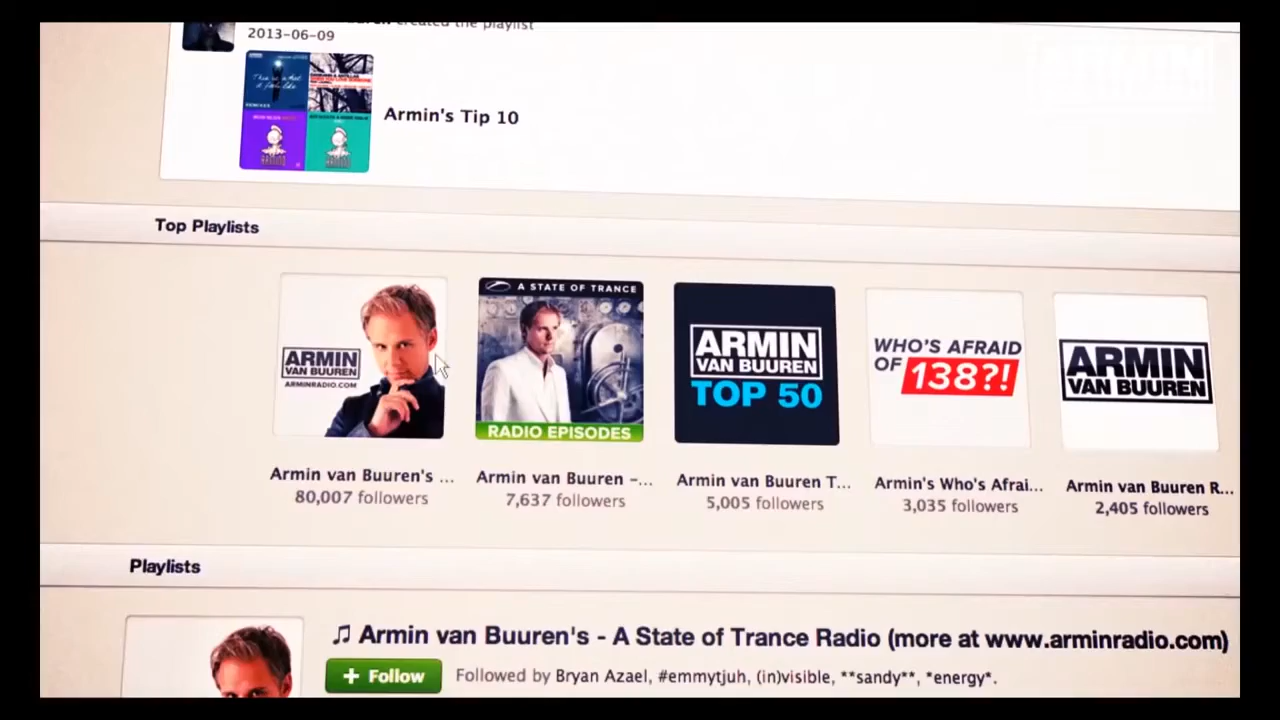 created the playlist
2013-06-09
Armin's Tip 10
Top Playlists
ARMIN
VAN BUUREN
ARMINRADIO.COM
A STATE OF TRANCE
RADIO EPISODES
ARMIN
VAN BUUREN
TOP 50
WHO'S AFRAID
OF 138?!
ARMIN
VAN BUUREN
Armin van Buuren's ...
80,007 followers
Armin van Buuren -...
7,637 followers
Armin van Buuren T...
5,005 followers
Armin's Who's Afrai...
3,035 followers
Armin van Buuren R...
2,405 followers
Playlists
Armin van Buuren's - A State of Trance Radio (more at www.arminradio.com)
+ Follow
Followed by Bryan Azael, #emmytjuh, (in)visible, **sandy**, *energy*.